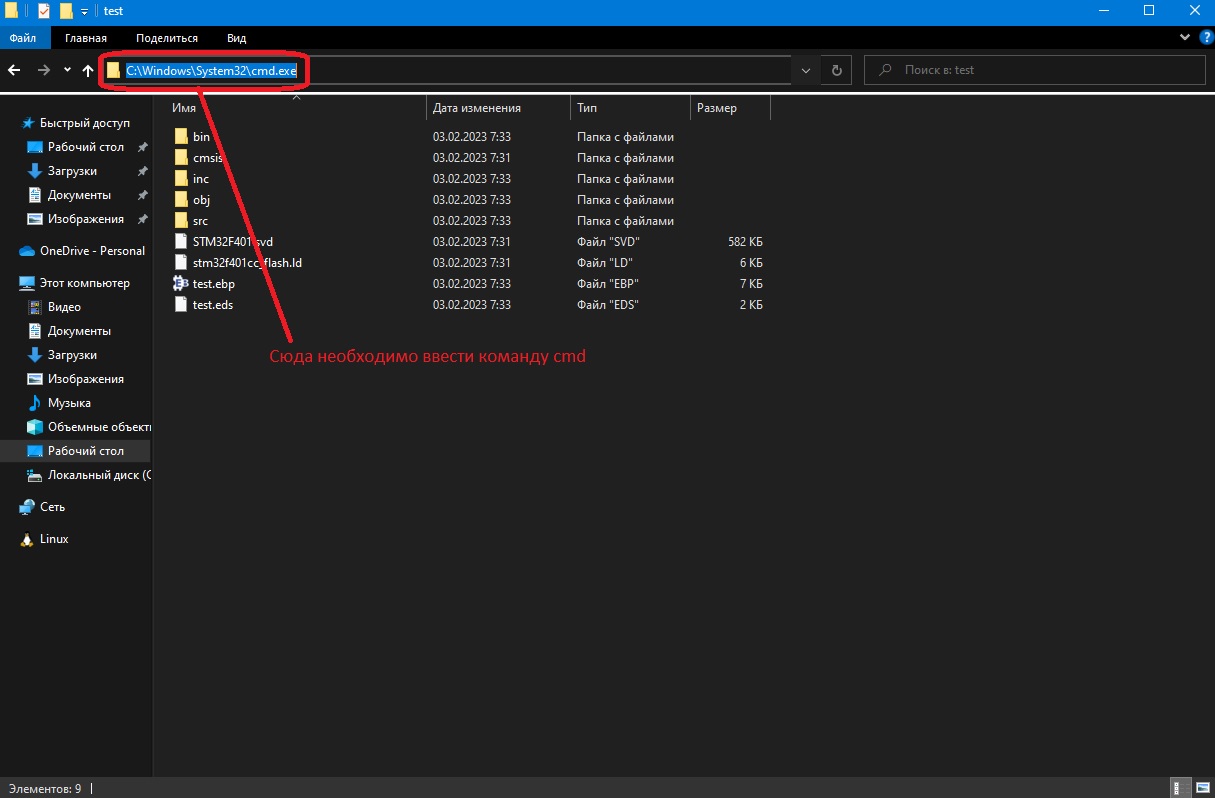 test
Файл Главная Поделиться Вид
C:\Windows\System32\cmd.exe Поиск в: test
Имя Дата изменения Тип Размер
Быстрый доступ
Рабочий стол
Загрузки
Документы
Изображения
OneDrive - Personal
Этот компьютер
Видео
Документы
Загрузки
Изображения
Музыка
Объемные объект
Рабочий стол
Локальный диск (C
Сеть
Linux
bin 03.02.2023 7:33 Папка с файлами
cmsis 03.02.2023 7:31 Папка с файлами
inc 03.02.2023 7:33 Папка с файлами
obj 03.02.2023 7:33 Папка с файлами
src 03.02.2023 7:33 Папка с файлами
STM32F401.svd 03.02.2023 7:31 Файл "SVD" 582 КБ
stm32f401cc_flash.ld 03.02.2023 7:31 Файл "LD" 6 КБ
test.ebp 03.02.2023 7:33 Файл "EBP" 7 КБ
test.eds 03.02.2023 7:33 Файл "EDS" 2 КБ
Сюда необходимо ввести команду cmd
Элементов: 9